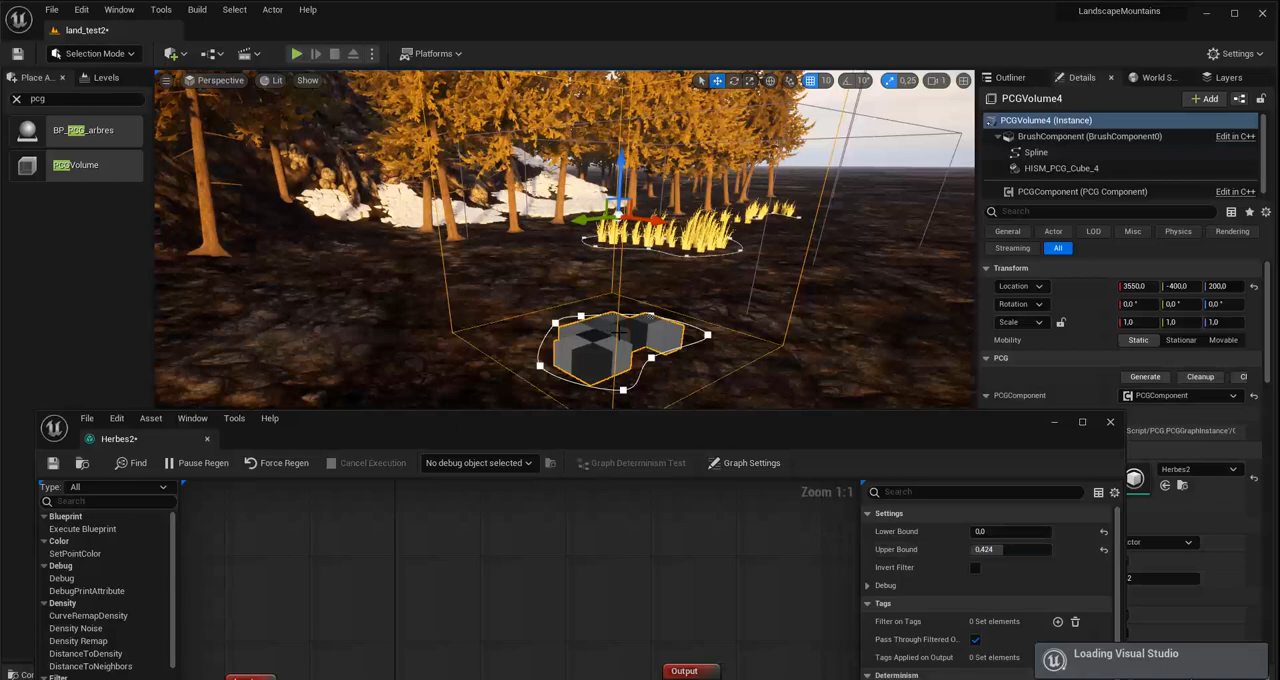 File Edit Window Tools Build Select Actor Help
LandscapeMountains
land_test2•
Selection Mode
Platforms
Settings
Place A...
Levels
Perspective
Lit
Show
10
10°
0,25
1
Outliner
Details
World S...
Layers
pcg
BP_PCG_arbres
PCGVolume
PCGVolume4
Add
PCGVolume4 (Instance)
BrushComponent (BrushComponent0)
Edit in C++
Spline
HISM_PCG_Cube_4
PCGComponent (PCG Component)
Edit in C++
Search
General
Actor
LOD
Misc
Physics
Rendering
Streaming
All
Transform
Location
3550,0
-400,0
200,0
Rotation
0,0 °
0,0 °
0,0 °
Scale
1,0
1,0
1,0
Mobility
Static
Stationar
Movable
PCG
Generate
Cleanup
Cl
PCGComponent
PCGComponent
Script/PCG.PCGGraphInstance'/(
Herbes2
ctor
2
File Edit Asset Window Tools Help
Herbes2•
Find
Pause Regen
Force Regen
Cancel Execution
No debug object selected
Graph Determinism Test
Graph Settings
Type:
All
Search
Blueprint
Execute Blueprint
Color
SetPointColor
Debug
Debug
DebugPrintAttribute
Density
CurveRemapDensity
Density Noise
Density Remap
DistanceToDensity
DistanceToNeighbors
Filter
Zoom 1:1
Output
Search
Settings
Lower Bound
0,0
Upper Bound
0,424
Invert Filter
Debug
Tags
Filter on Tags
0 Set elements
Pass Through Filtered O...
Tags Applied on Output
0 Set elements
Determinism
Loading Visual Studio
Co